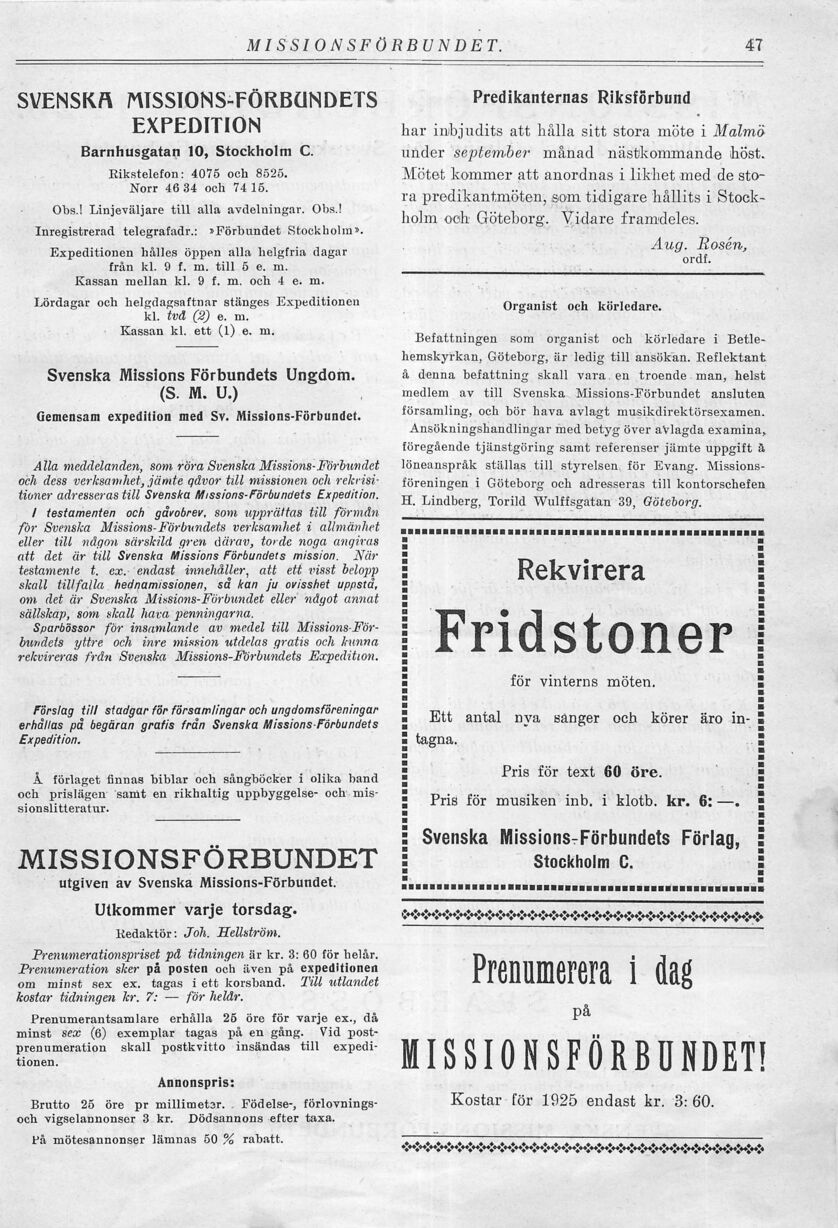 MISSIONSFÖRBUNDET. 47
SVENSKA MISSIONS-FÖRBUNDETS
EXPEDITION
Barnhusgatan 10, Stockholm C.
Rikstelefon: 4075 och 8525.
Norr 46 34 och 74 15.
Obs.! Linjeväljare till alla avdelningar. Obs.!
Inregistrerad telegrafadr.: »Förbundet Stockholm».
Expeditionen hålles öppen alla helgfria dagar
från kl. 9 f. m. till 5 e. m.
Kassan mellan kl. 9 f. m. och 4 e. m.
Lördagar och helgdagsaftnar stänges Expeditionen
kl. två (2) e. m.
Kassan kl. ett (1) e. m.
Svenska Missions Förbundets Ungdom.
(S. M. U.)
Gemensam expedition med Sv. Missions-Förbundet.
Alla meddelanden, som röra Svenska Missions-Förbundet
och dess verksamhet, jämte gåvor till missionen och rekvisi-
tioner adresseras till Svenska Missions-Förbundets Expedition.
I testamenten och gåvobrev, som upprättas till förmån
för Svenska Missions-Förbundets verksamhet i allmänhet
eller till någon särskild gren därav, torde noga angivas
att det är till Svenska Missions Förbundets mission. När
testamente t. ex. endast innehåller, att ett visst belopp
skall tillfalla hednamissionen, så kan ju ovisshet uppstå,
om det är Svenska Missions-Förbundet eller något annat
sällskap, som skall hava penningarna.
Sparbössor för insamlande av medel till Missions-För-
bundets yttre och inre mission utdelas gratis och kunna
rekvireras från Svenska Missions-Förbundets Expedition.
Förslag till stadgar för församlingar och ungdomsföreningar
erhållas på begäran gratis från Svenska Missions-Förbundets
Expedition.
Å förlaget finnas biblar och sångböcker i olika band
och prislägen samt en rikhaltig uppbyggelse- och mis-
sionslitteratur.
MISSIONSFÖRBUNDET
utgiven av Svenska Missions-Förbundet.
Utkommer varje torsdag.
Redaktör: Joh. Hellström.
Prenumerationspriset på tidningen är kr. 3: 60 för helår.
Prenumeration sker på posten och även på expeditionen
om minst sex ex. tagas i ett korsband. Till utlandet
kostar tidningen kr. 7: — för helår.
Prenumerantsamlare erhålla 25 öre för varje ex., då
minst sex (6) exemplar tagas på en gång. Vid post-
prenumeration skall postkvitto insändas till expedi-
tionen.
Annonspris:
Brutto 25 öre pr millimeter. Födelse-, förlovnings-
och vigselannonser 3 kr. Dödsannons efter taxa.
På mötesannonser lämnas 50 % rabatt.
Predikanternas Riksförbund
har inbjudits att hålla sitt stora möte i Malmö
under september månad nästkommande höst.
Mötet kommer att anordnas i likhet med de sto-
ra predikantmöten, som tidigare hållits i Stock-
holm och Göteborg. Vidare framdeles.
Aug. Rosén,
ordf.
Organist och körledare.
Befattningen som organist och körledare i Betle-
hemskyrkan, Göteborg, är ledig till ansökan. Reflektant
å denna befattning skall vara en troende man, helst
medlem av till Svenska Missions-Förbundet ansluten
församling, och bör hava avlagt musikdirektörsexamen.
Ansökningshandlingar med betyg över avlagda examina,
föregående tjänstgöring samt referenser jämte uppgift å
löneanspråk ställas till styrelsen för Evang. Missions-
föreningen i Göteborg och adresseras till kontorschefen
H. Lindberg, Torild Wulffsgatan 39, Göteborg.
Rekvirera
Fridstoner
för vinterns möten.
Ett antal nya sånger och körer äro in-
tagna.
Pris för text 60 öre.
Pris för musiken inb. i klotb. kr. 6: —.
Svenska Missions-Förbundets Förlag,
Stockholm C.
Prenumerera i dag
på
MISSIONSFÖRBUNDET!
Kostar för 1925 endast kr. 3: 60.